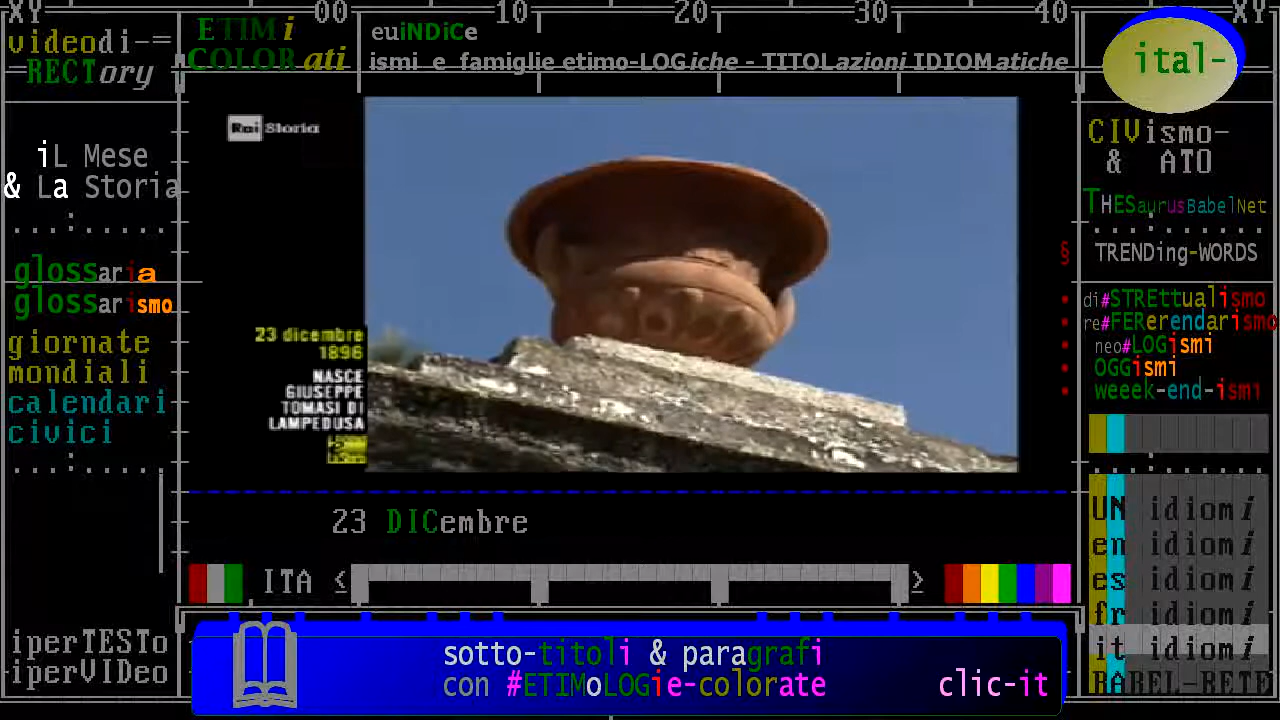 XY 00 10 20 30 40 XY
videodi-=
-RECTory
ETIMi
COLORati
euiNDiCe
ismi e famiglie etimo-LOGiche - TITOLazioni IDIOMatiche
ital-
iL Mese
& La Storia
...:.....
glossaria
glossarismo
giornate
mondiali
calendari
civici
...:.....
iperTESTo
iperVIDeo
Rai Storia
23 dicembre
1896
NASCE
GIUSEPPE
TOMASI DI
LAMPEDUSA
23 DICembre
ITA < >
sotto-titoli & paragrafi
con #ETIMoLOGie-colorate clic-it
CIVismo-
& ATO
THESaurusBabelNet
TRENDing-WORDS
§
di#STREttualismo
re#FERerendarismo
neo#LOGismi
OGGismi
weeek-end-ismi
UN idiomi
en idiomi
es idiomi
fr idiomi
it idiomi
BABEL-RETE